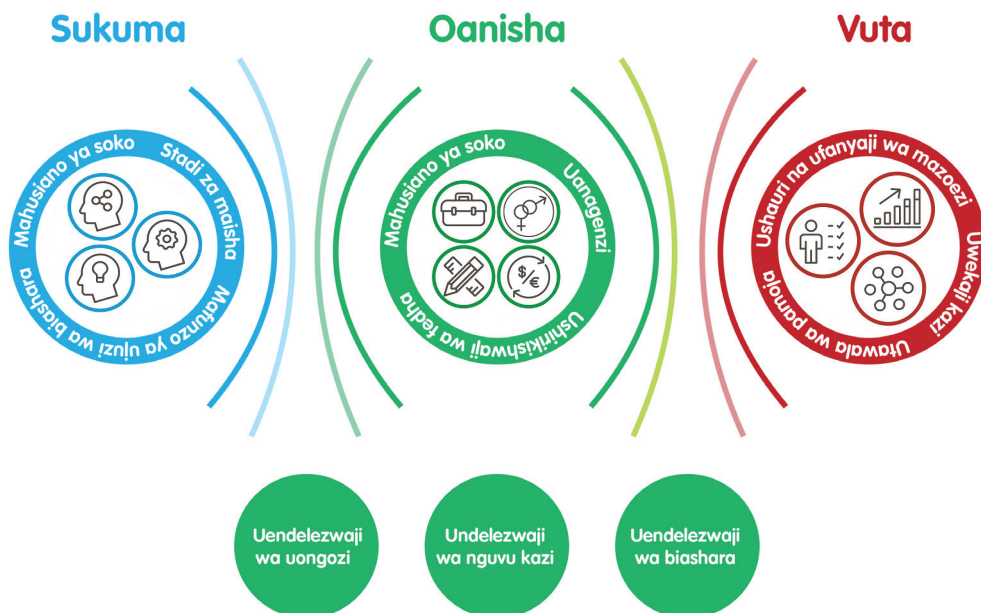 Sukuma
Oanisha
Vuta
Mahusiano ya soko
Stadi za maisha
Mafunzo ya ujuzi wa biashara
Mahusiano ya soko
Uanagenzi
Ushirikishwaji wa fedha
$/€
Ushauri na ufanyaji wa mazoezi
Uwekaji kazi
Utawala wa pamoja
Uendelezwaji
wa uongozi
Undelezwaji
wa nguvu kazi
Uendelezwaji
wa biashara